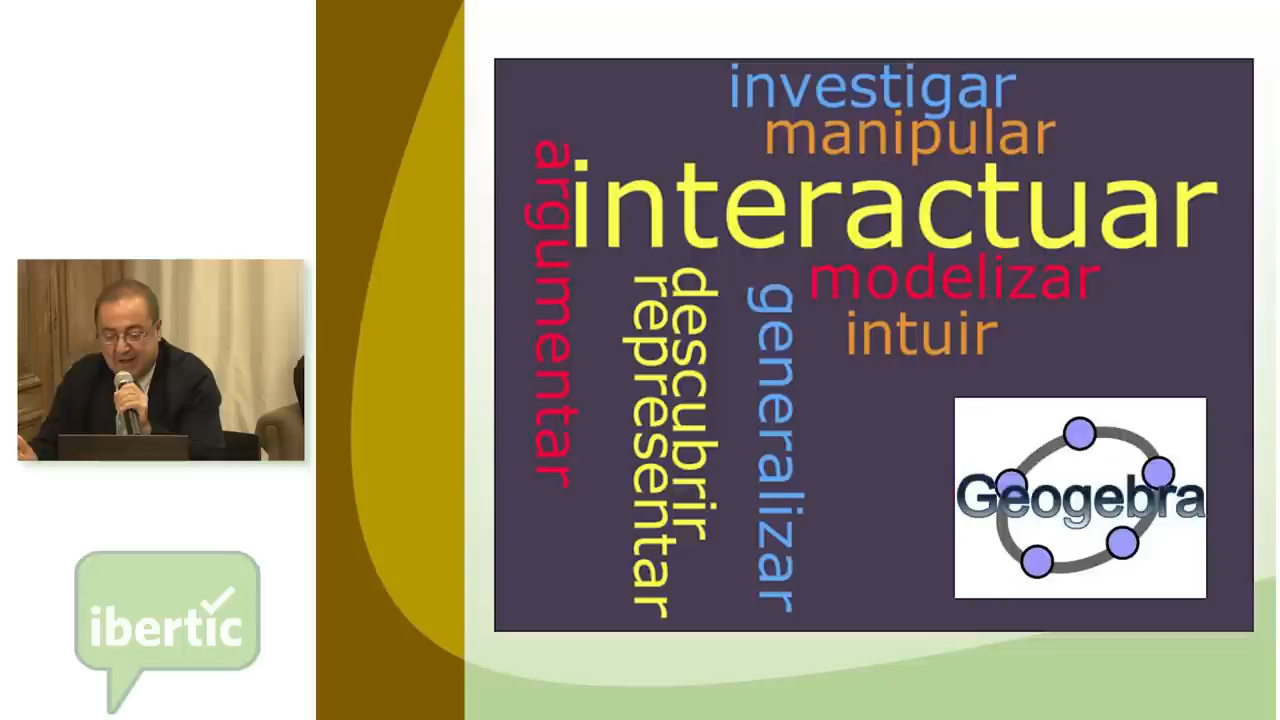 investigar
manipular
interactuar
argumentar
modelizar
intuir
descubrir
representar
generalizar
Geogebra
ibertic